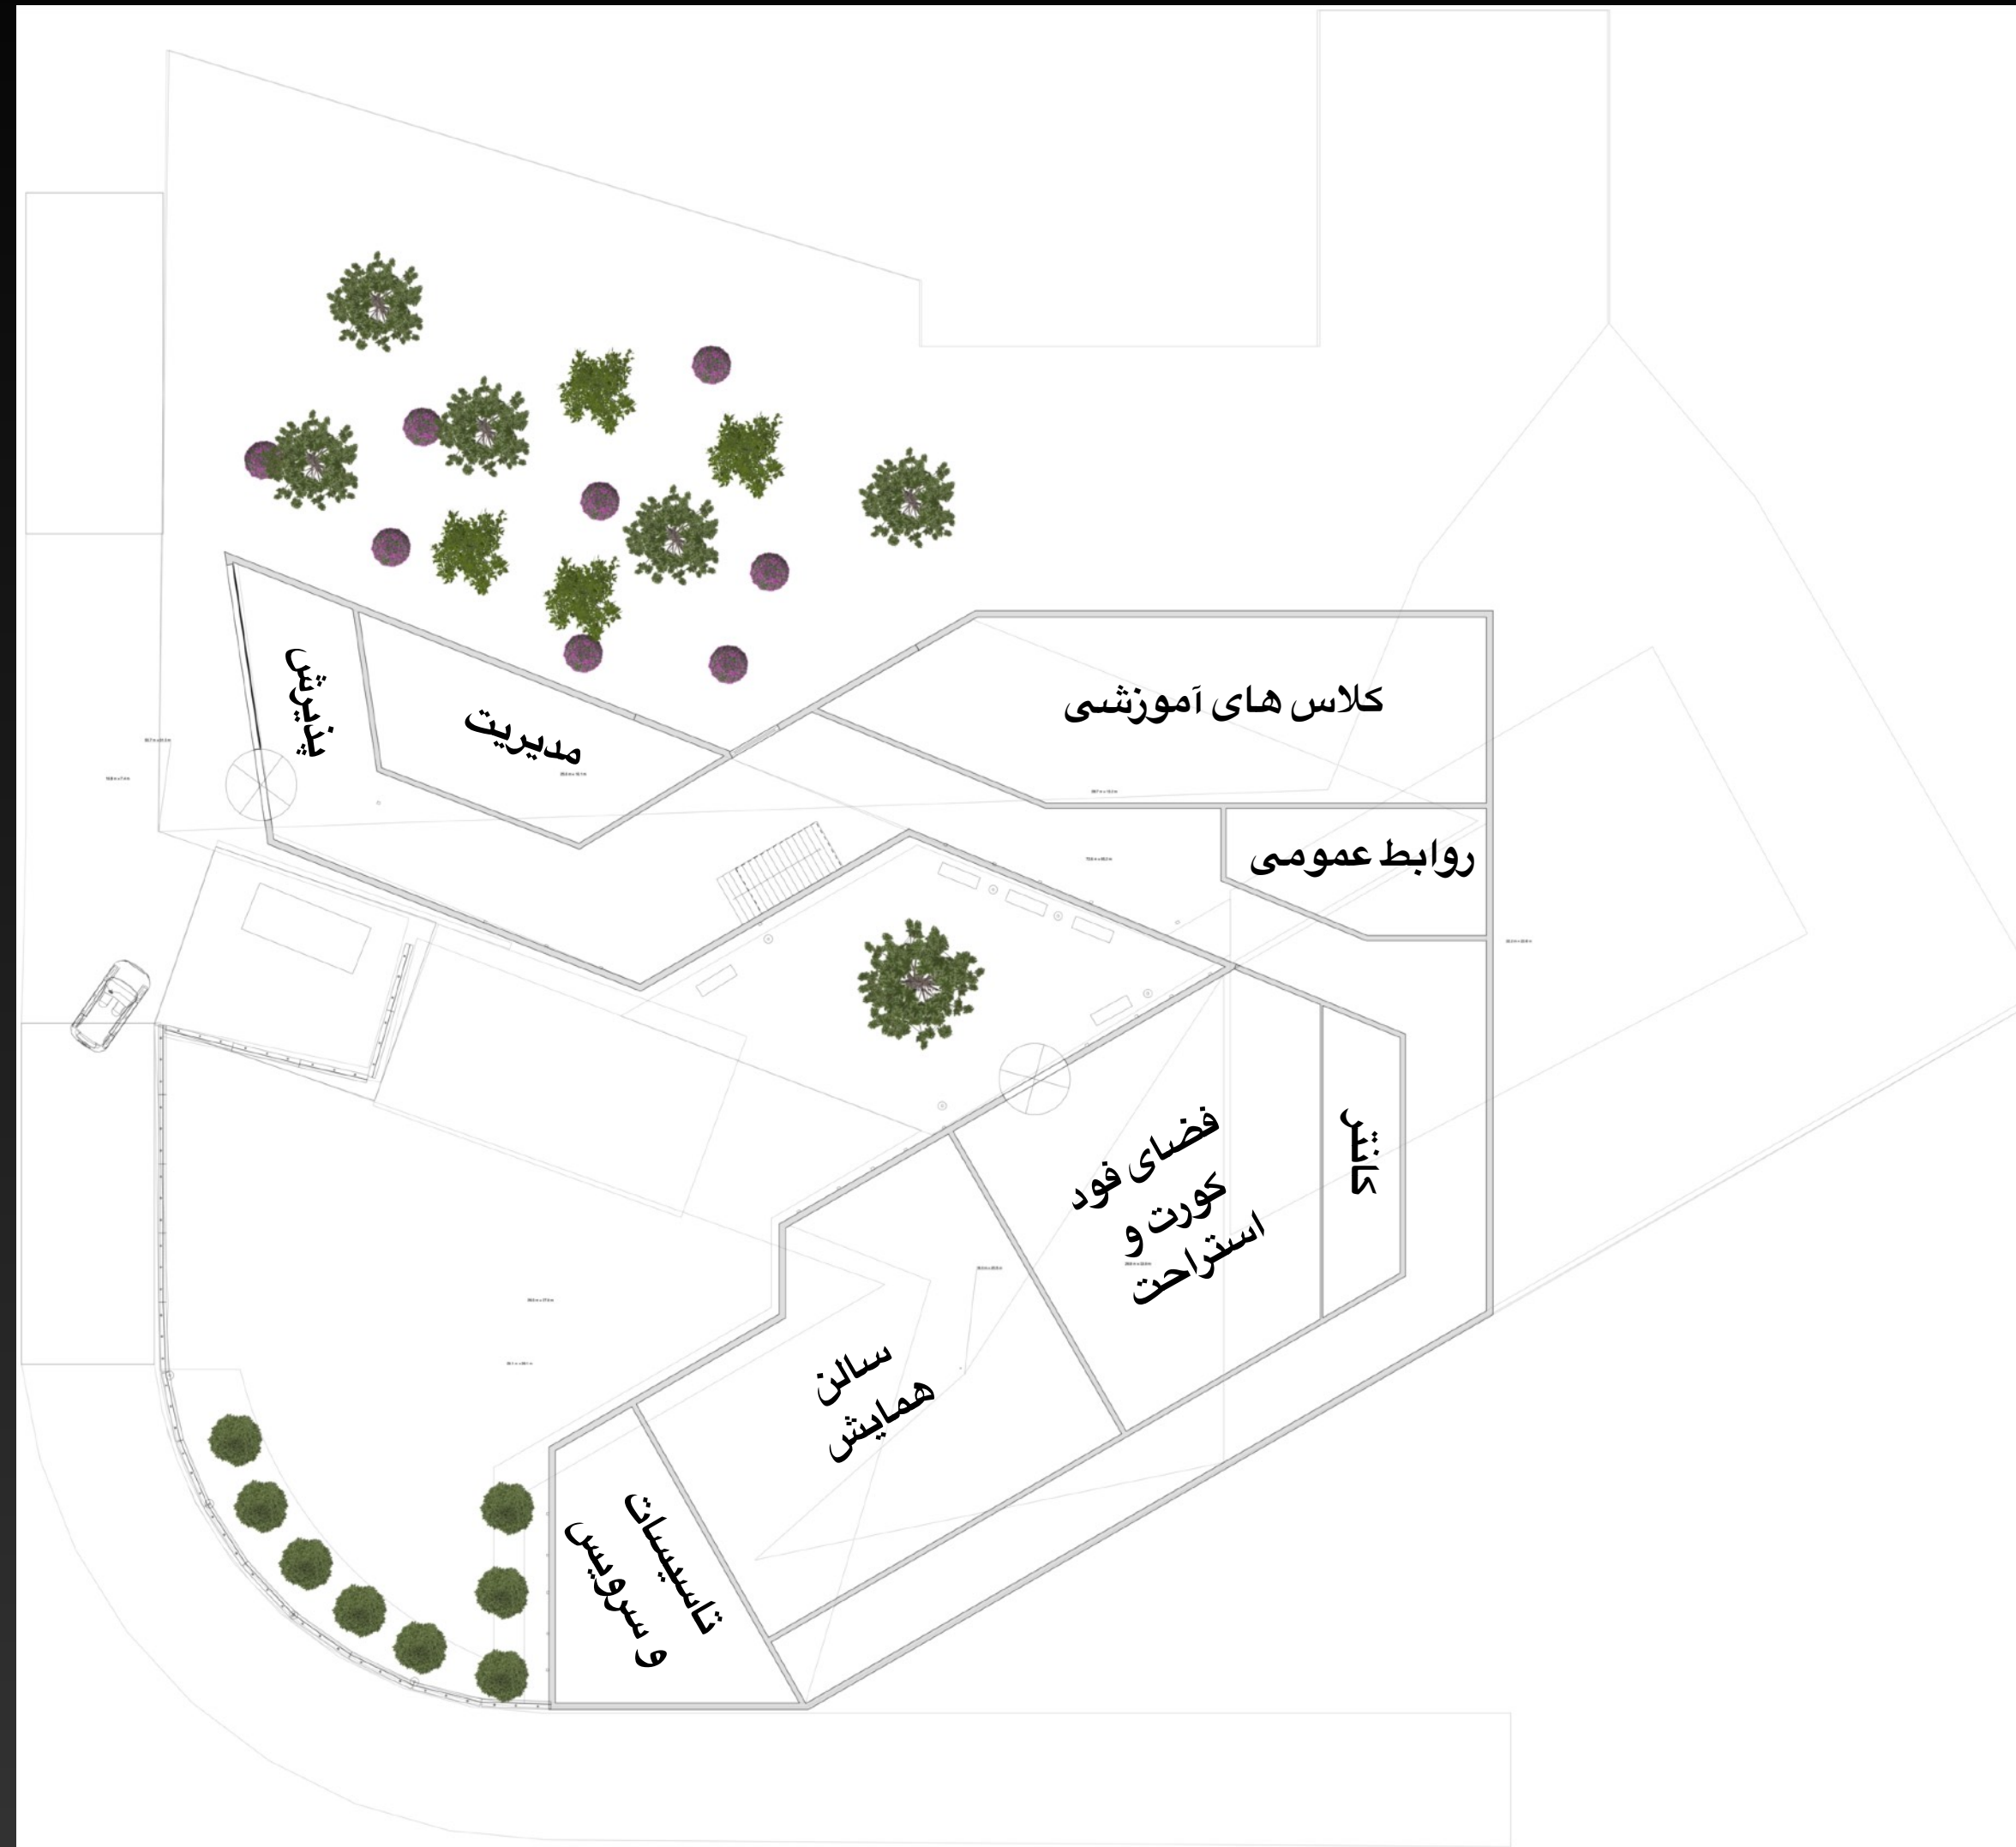 کلاس های آموزشی
پذیرش
مدیریت
روابط عمومی
فضای فود
کورت و
استراحت
کانتر
سالن
همایش
تاسیسات
و سرویس